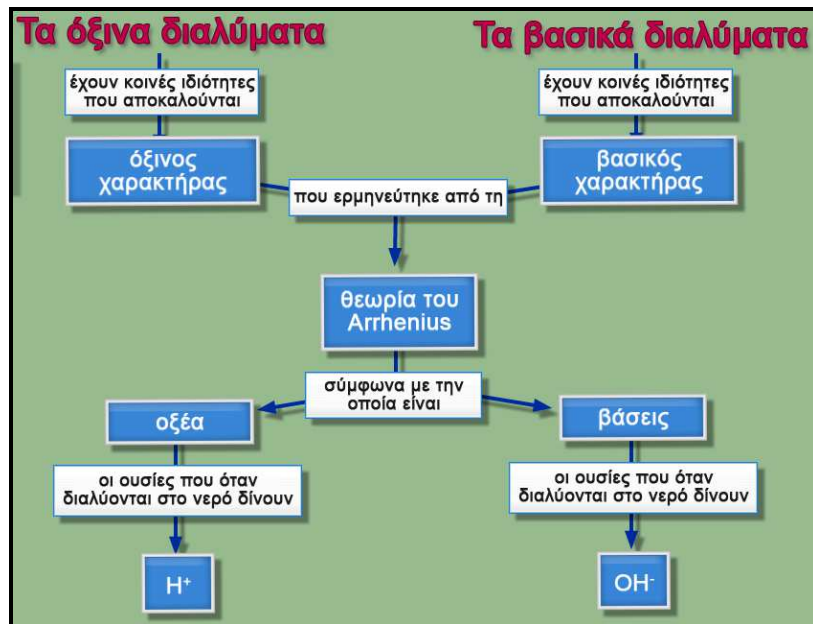 Τα όξινα διαλύματα
Τα βασικά διαλύματα
έχουν κοινές ιδιότητες
που αποκαλούνται
έχουν κοινές ιδιότητες
που αποκαλούνται
όξινος
χαρακτήρας
βασικός
χαρακτήρας
που ερμηνεύτηκε από τη
θεωρία του
Arrhenius
σύμφωνα με την
οποία είναι
οξέα
βάσεις
οι ουσίες που όταν
διαλύονται στο νερό δίνουν
οι ουσίες που όταν
διαλύονται στο νερό δίνουν
H⁺
OH⁻